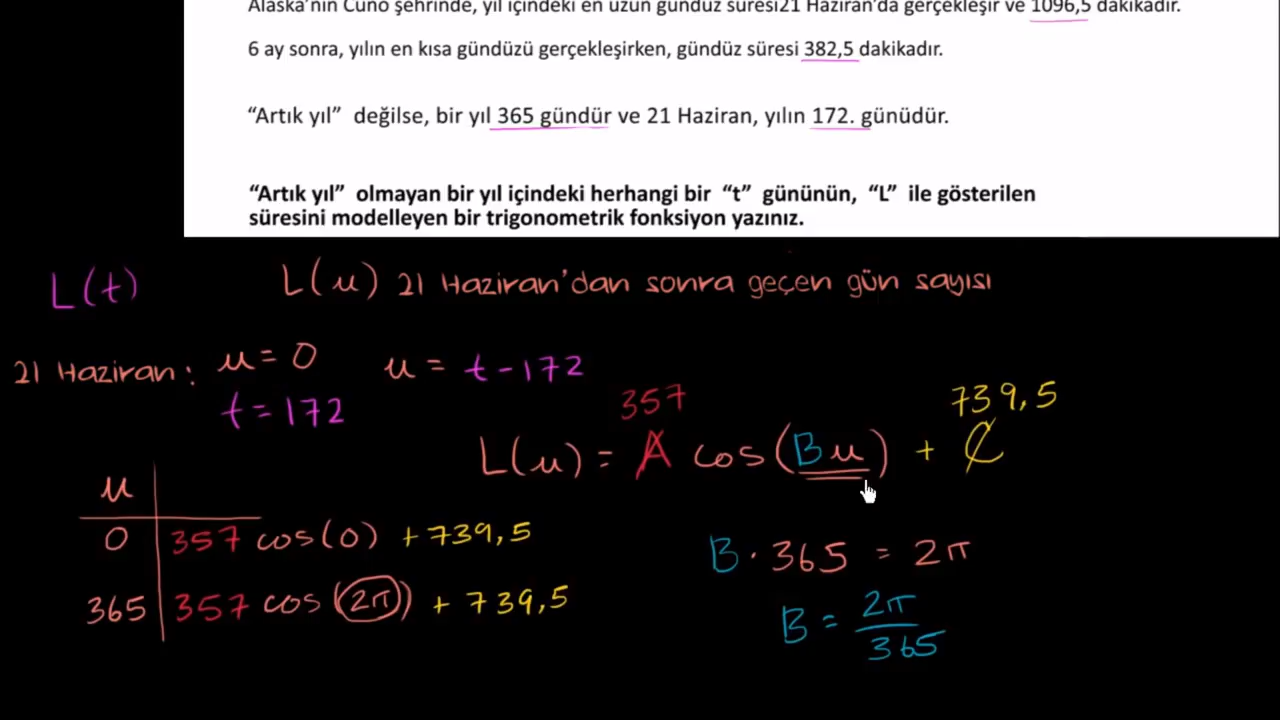 Alaska'nın Cuno şehrinde, yıl içindeki en uzun gündüz süresi21 Haziran'da gerçekleşir ve 1096,5 dakikadır.
6 ay sonra, yılın en kısa gündüzü gerçekleşirken, gündüz süresi 382,5 dakikadır.
“Artık yıl” değilse, bir yıl 365 gündür ve 21 Haziran, yılın 172. günüdür.
“Artık yıl” olmayan bir yıl içindeki herhangi bir “t” gününün, “L” ile gösterilen
süresini modelleyen bir trigonometrik fonksiyon yazınız.
L(t) L(u) 21 Haziran'dan sonra geçen gün sayısı
21 Haziran: u = 0 u = t - 172
t = 172
357 739,5
L(u) = A cos(Bu) + C
u
0 357 cos(0) + 739,5
B · 365 = 2π
365 357 cos(2π) + 739,5
B = 2π/365